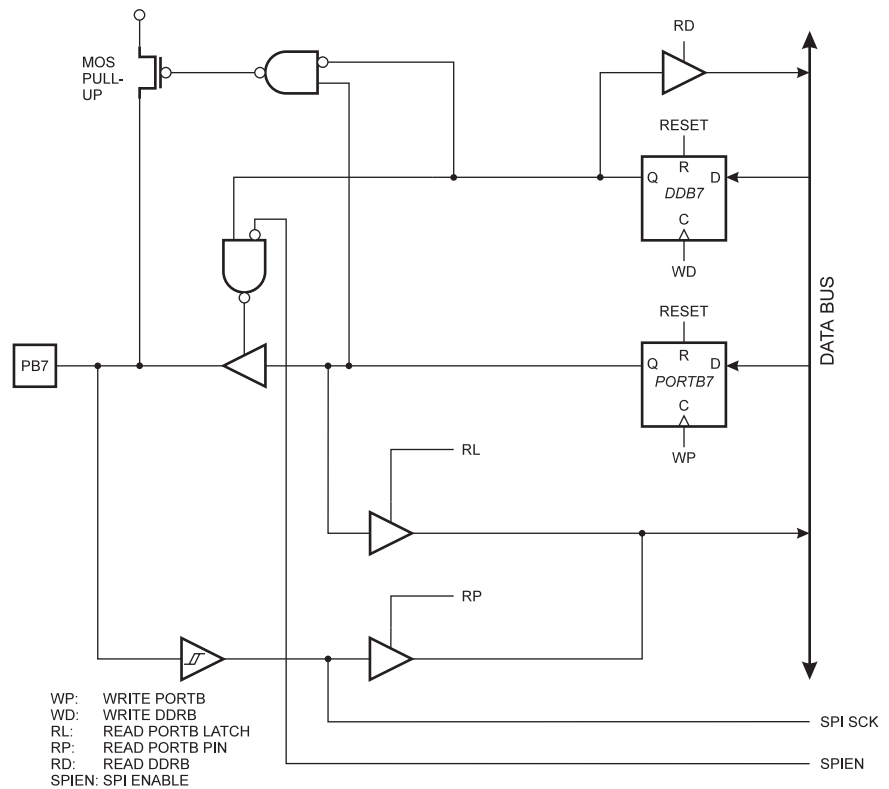 RD
MOS
PULL-
UP
RESET
R
Q
D
DDB7
C
WD
RESET
PB7
R
Q
D
PORTB7
C
WP
DATA BUS
RL
RP
WP: WRITE PORTB
WD: WRITE DDRB
RL: READ PORTB LATCH
RP: READ PORTB PIN
RD: READ DDRB
SPIEN: SPI ENABLE
SPI SCK
SPIEN